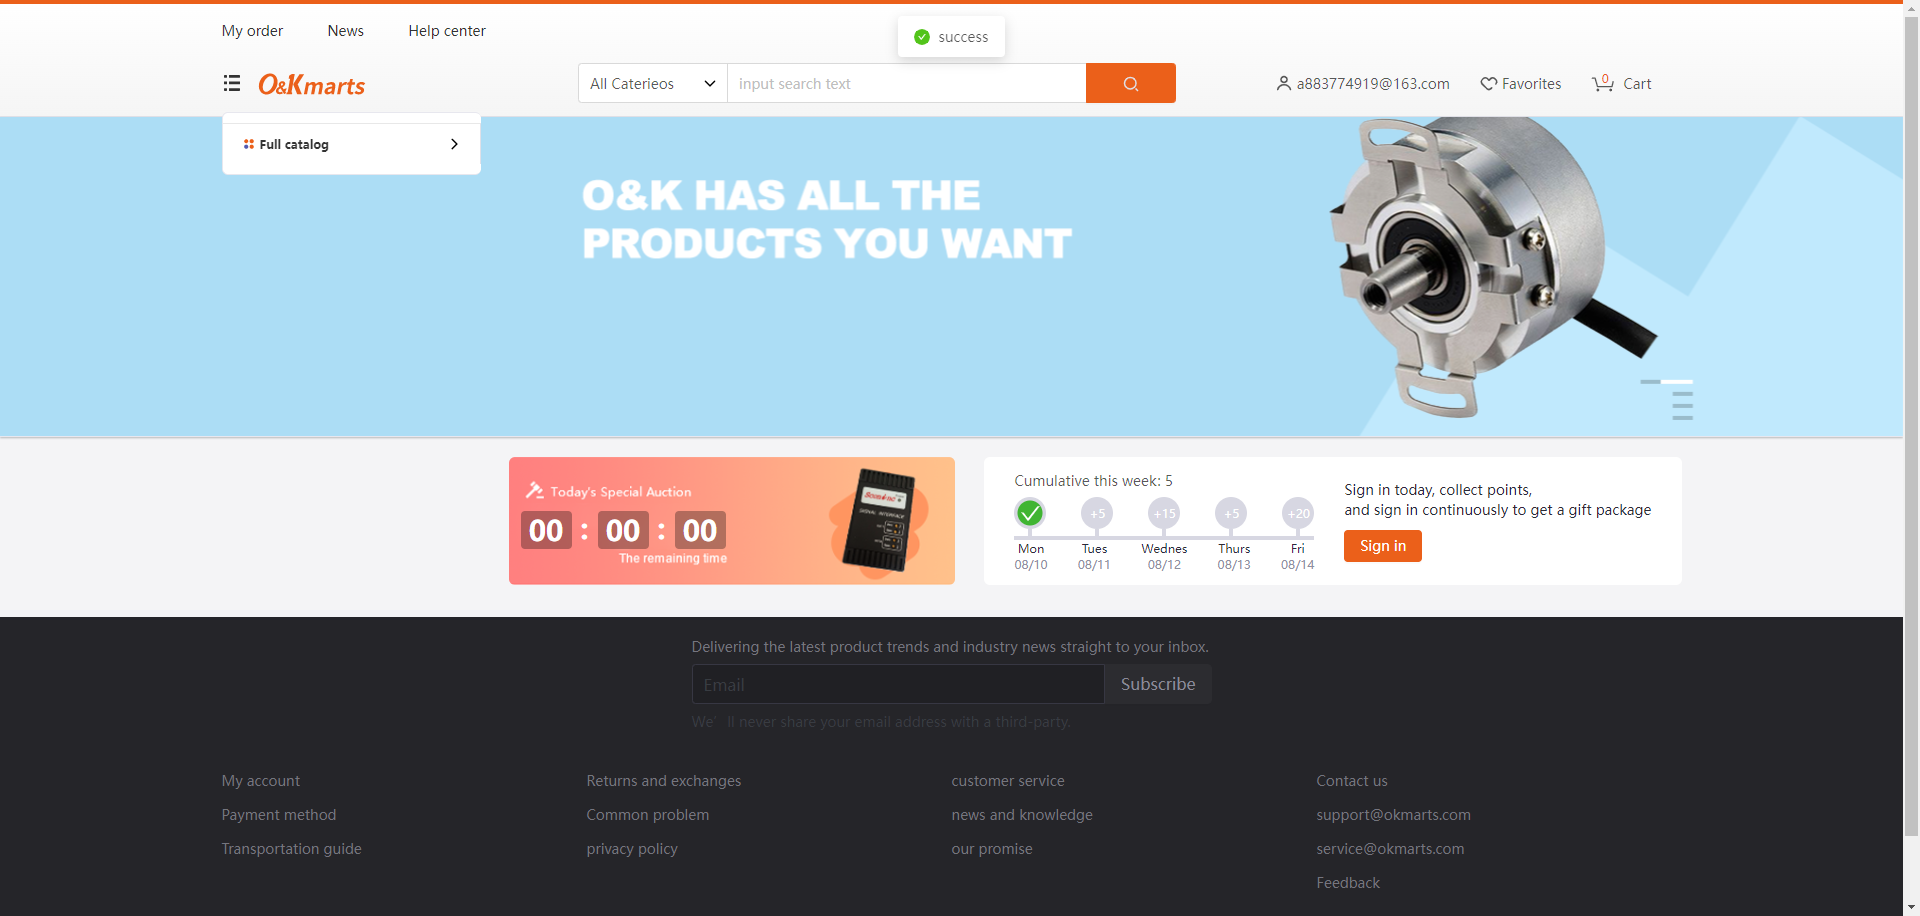 My order
News
Help center
success
O&Kmarts
All Caterieos
input search text
a883774919@163.com
Favorites
0
Cart
Full catalog
O&K HAS ALL THE
PRODUCTS YOU WANT
Today's Special Auction
00 : 00 : 00
The remaining time
SIGNAL INTERFACE
Cumulative this week: 5
+5
+15
+5
+20
Mon
Tues
Wednes
Thurs
Fri
08/10
08/11
08/12
08/13
08/14
Sign in today, collect points,
and sign in continuously to get a gift package
Sign in
Delivering the latest product trends and industry news straight to your inbox.
Email
Subscribe
We’ ll never share your email address with a third-party.
My account
Payment method
Transportation guide
Returns and exchanges
Common problem
privacy policy
customer service
news and knowledge
our promise
Contact us
support@okmarts.com
service@okmarts.com
Feedback